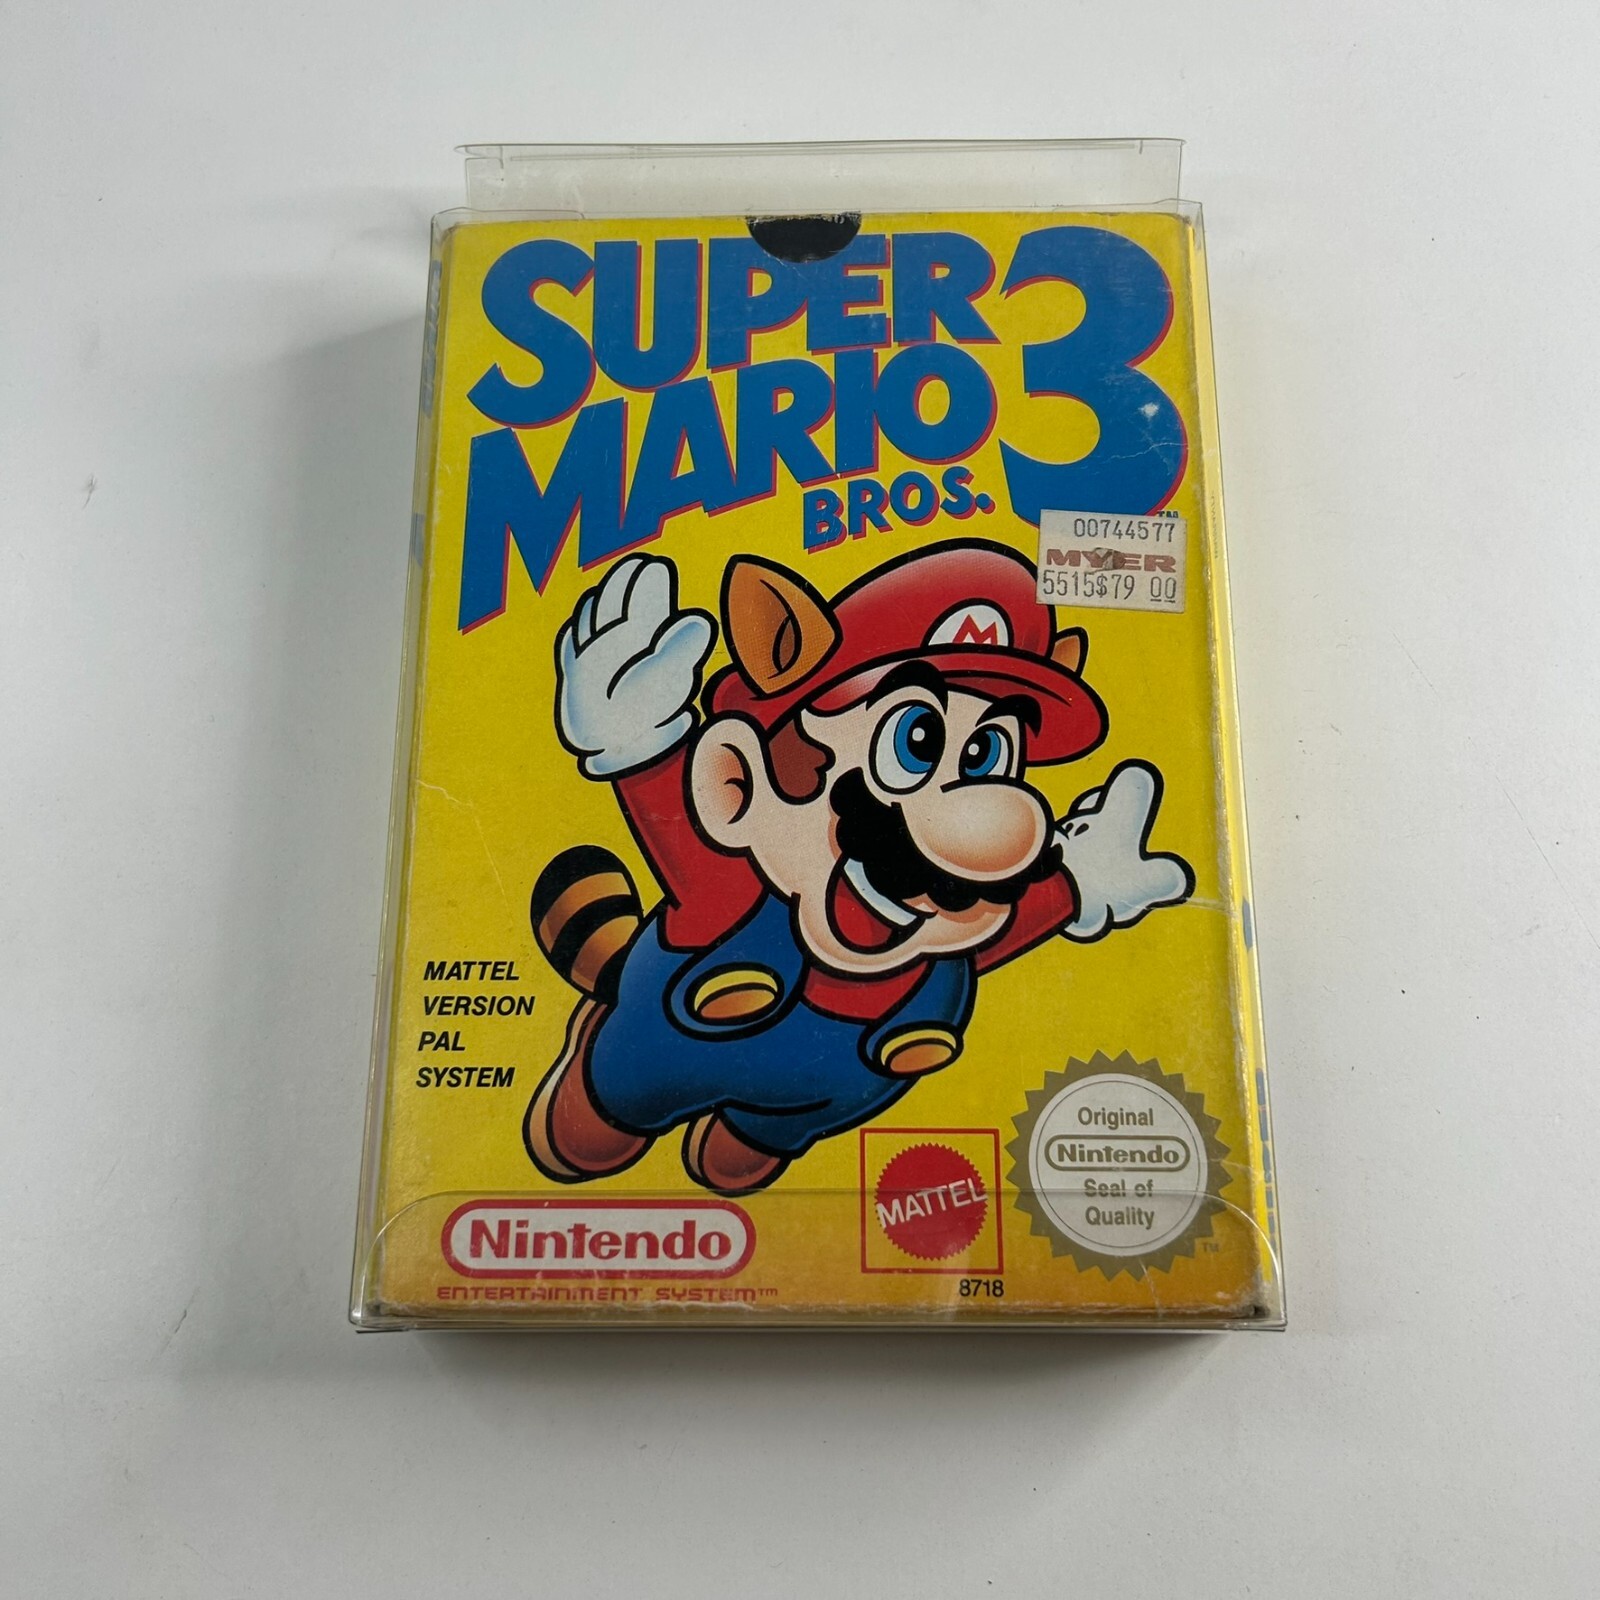 SUPER
MARIO
BROS. 3
TM
00744577
MYER
5515$79 00
M
MATTEL
VERSION
PAL
SYSTEM
Original
Nintendo
Seal of
Quality
TM
MATTEL
8718
Nintendo
ENTERTAINMENT SYSTEM™